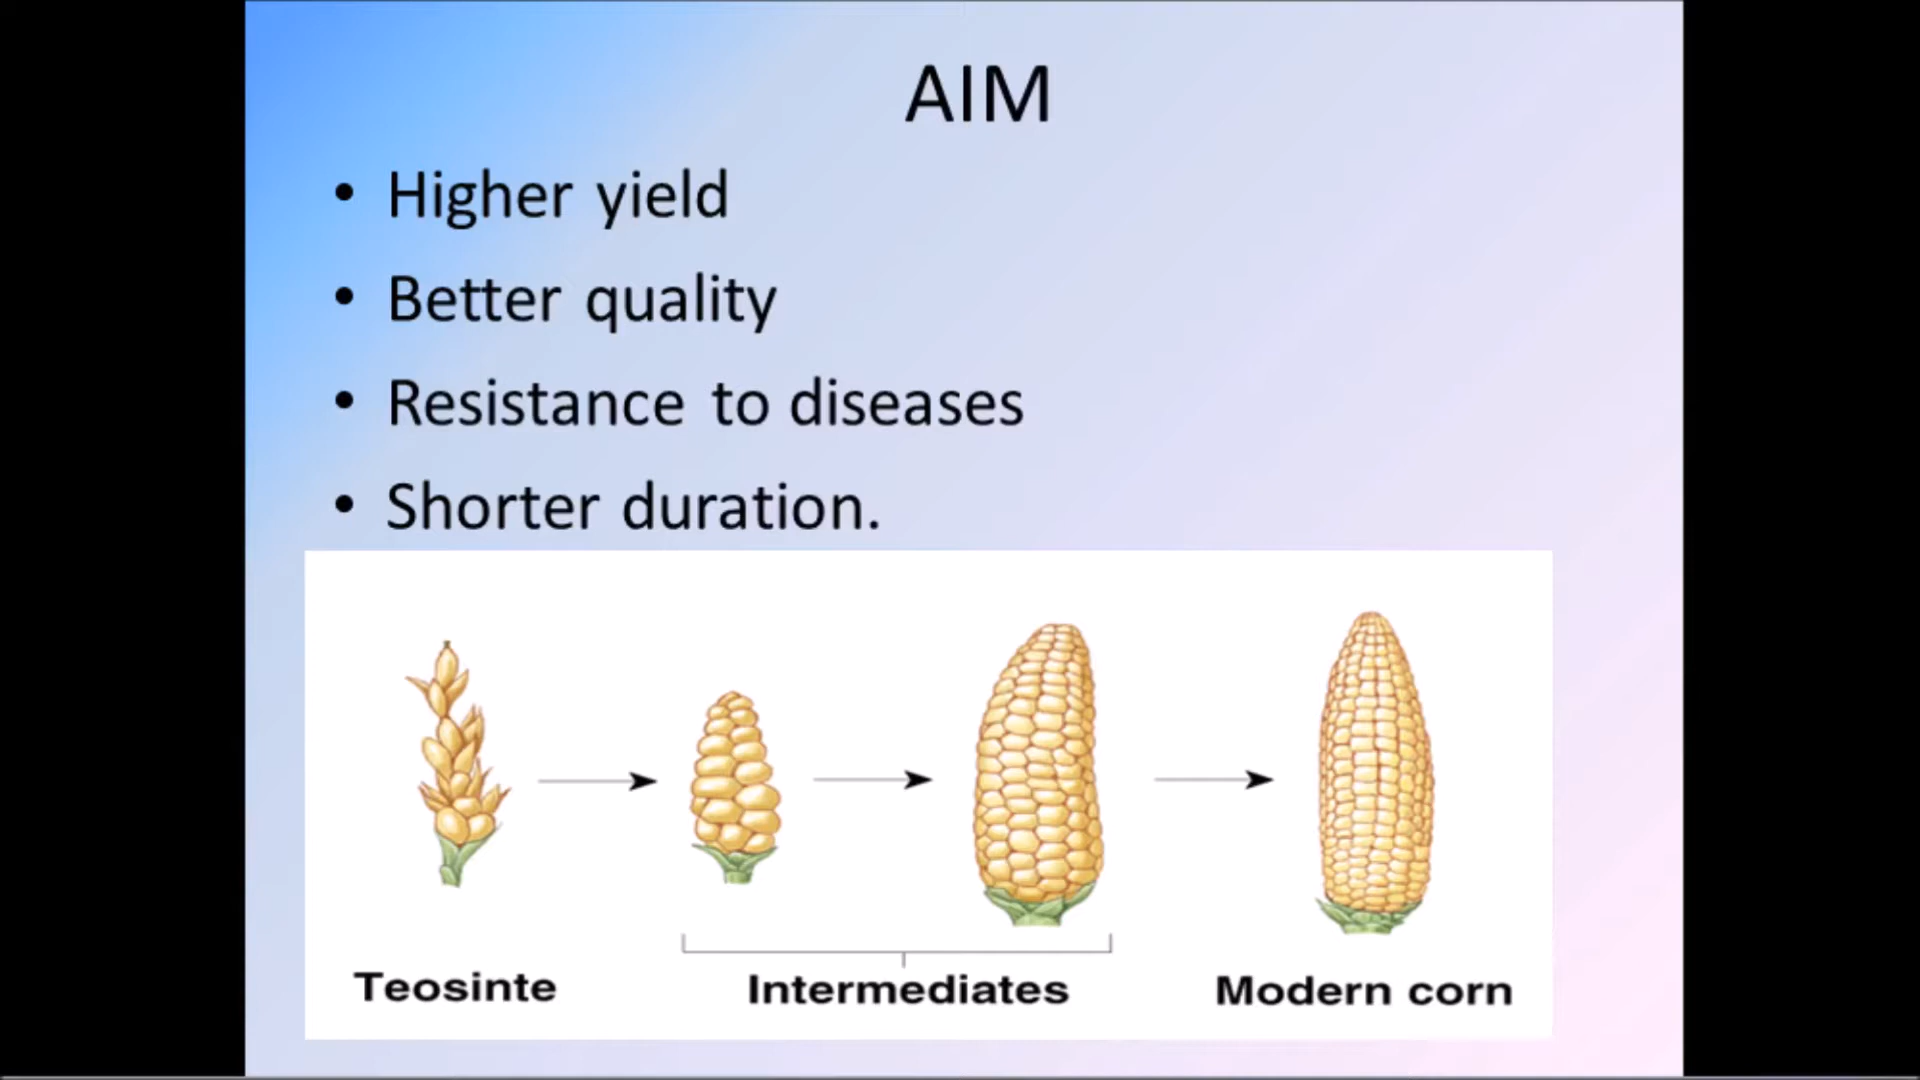 AIM
• Higher yield
• Better quality
• Resistance to diseases
• Shorter duration.
Teosinte
Intermediates
Modern corn